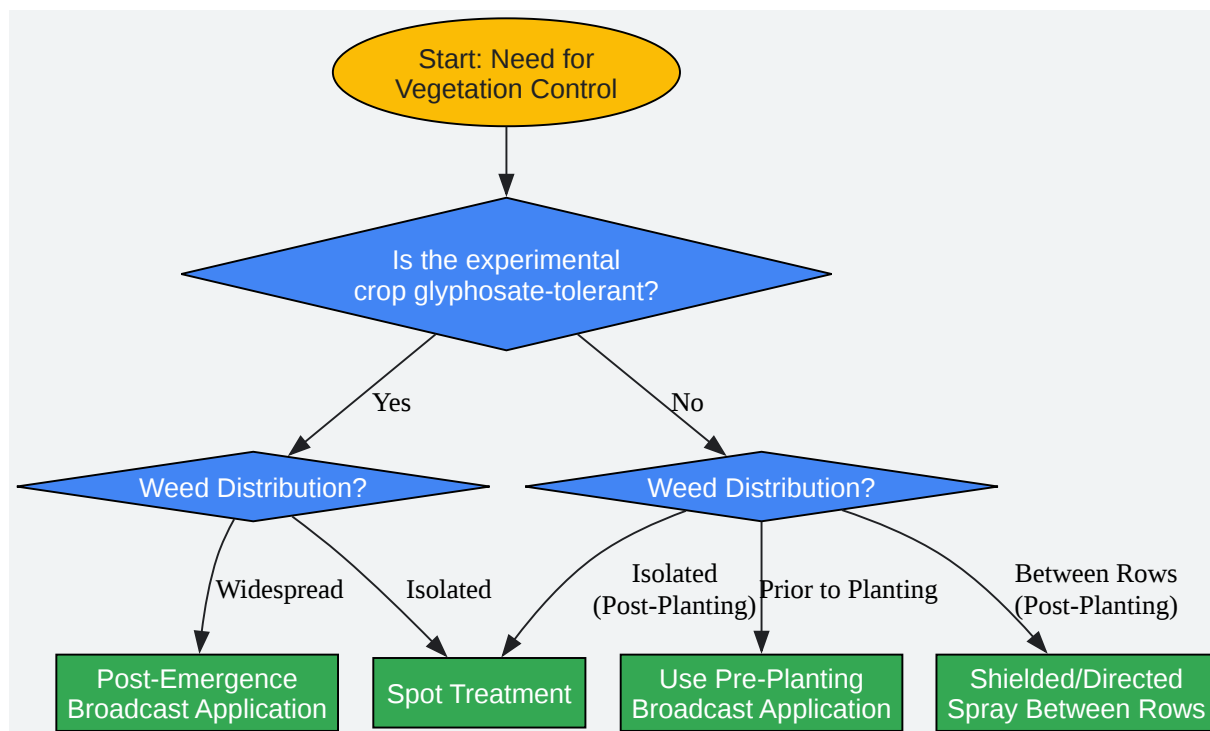 Start: Need for
Vegetation Control
Is the experimental
crop glyphosate-tolerant?
Yes
No
Weed Distribution?
Weed Distribution?
Widespread
Isolated
Isolated
(Post-Planting)
Prior to Planting
Between Rows
(Post-Planting)
Post-Emergence
Broadcast Application
Spot Treatment
Use Pre-Planting
Broadcast Application
Shielded/Directed
Spray Between Rows